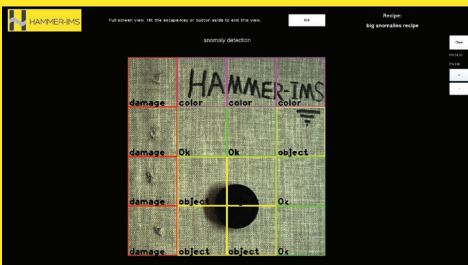 HAMMER-IMS
Full screen view. Hit the escape-key or button aside to exit this view.
Recipe:
big anomalies recipe
anomaly detection
HAMMER-IMS
damage color color color
damage Ok Ok object
damage object Ok
damage object object Ok